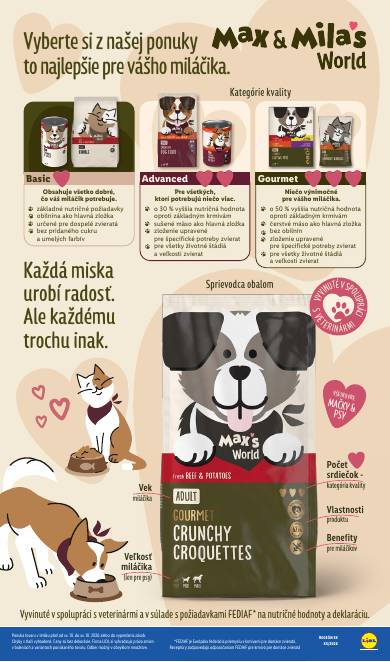 Vyberte si z našej ponuky
to najlepšie pre vášho miláčika.
Max & Mila's
World
Kategórie kvality
Basic
Obsahuje všetko dobré,
čo váš miláčik potrebuje.
základné nutričné požiadavky
obilnina ako hlavná zložka
určené pre dospelé zvieratá
bez pridaného cukru
a umelých farbív
Advanced
Pre všetkých,
ktorí potrebujú niečo viac.
o 30 % vyššia nutričná hodnota
oproti základným krmivám
sušené mäso ako hlavná zložka
zloženie upravené
pre špecifické potreby zvierat
pre všetky životné štádiá
a veľkosti zvierat
Gourmet
Niečo výnimočné
pre vášho miláčika.
o 50 % vyššia nutričná hodnota
oproti základným krmivám
čerstvé mäso ako hlavná zložka
bez obilnín
zloženie upravené
pre špecifické potreby zvierat
pre všetky životné štádiá
a veľkosti zvierat
Každá miska
urobí radosť.
Ale každému
trochu inak.
Sprievodca obalom
VYVINUTÉ V SPOLUPRÁCI
S VETERINÁRMI
MAČKY &
PSY
Max's
World
fresh BEEF & POTATOES
ADULT
GOURMET
CRUNCHY
CROQUETTES
Vek
miláčika
Veľkosť
miláčika
(len pre psy)
Počet
srdiečok -
kategória kvality
Vlastnosti
produktu
Benefity
pre miláčikov
Vyvinuté v spolupráci s veterinármi a v súlade s požiadavkami FEDIAF* na nutričné hodnoty a deklaráciu.
LIDL